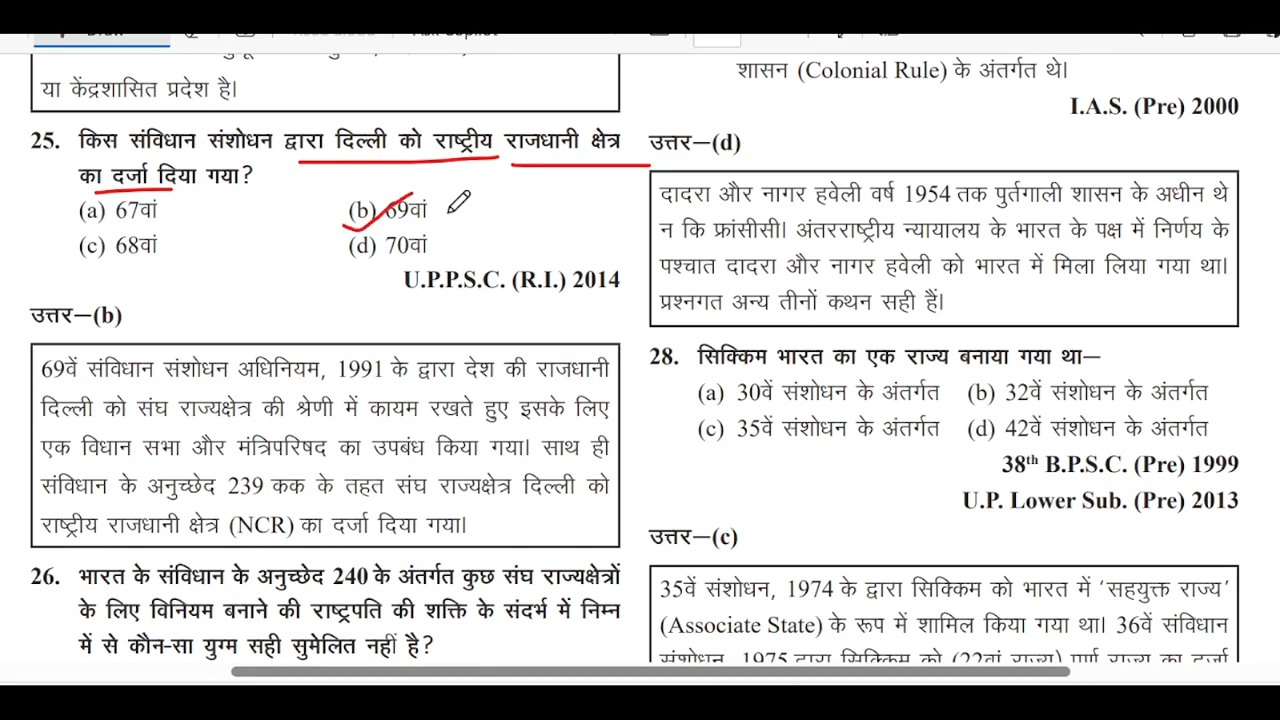 या केंद्रशासित प्रदेश है।
25. किस संविधान संशोधन द्वारा दिल्ली को राष्ट्रीय राजधानी क्षेत्र
का दर्जा दिया गया?
(a) 67वां (b) 69वां
(c) 68वां (d) 70वां
U.P.P.S.C. (R.I.) 2014
उत्तर–(b)
69वें संविधान संशोधन अधिनियम, 1991 के द्वारा देश की राजधानी
दिल्ली को संघ राज्यक्षेत्र की श्रेणी में कायम रखते हुए इसके लिए
एक विधान सभा और मंत्रिपरिषद का उपबंध किया गया। साथ ही
संविधान के अनुच्छेद 239 कक के तहत संघ राज्यक्षेत्र दिल्ली को
राष्ट्रीय राजधानी क्षेत्र (NCR) का दर्जा दिया गया।
26. भारत के संविधान के अनुच्छेद 240 के अंतर्गत कुछ संघ राज्यक्षेत्रों
के लिए विनियम बनाने की राष्ट्रपति की शक्ति के संदर्भ में निम्न
में से कौन-सा युग्म सही सुमेलित नहीं है?
शासन (Colonial Rule) के अंतर्गत थे।
I.A.S. (Pre) 2000
उत्तर–(d)
दादरा और नागर हवेली वर्ष 1954 तक पुर्तगाली शासन के अधीन थे
न कि फ्रांसीसी। अंतरराष्ट्रीय न्यायालय के भारत के पक्ष में निर्णय के
पश्चात दादरा और नागर हवेली को भारत में मिला लिया गया था।
प्रश्नगत अन्य तीनों कथन सही हैं।
28. सिक्किम भारत का एक राज्य बनाया गया था–
(a) 30वें संशोधन के अंतर्गत (b) 32वें संशोधन के अंतर्गत
(c) 35वें संशोधन के अंतर्गत (d) 42वें संशोधन के अंतर्गत
38th B.P.S.C. (Pre) 1999
U.P. Lower Sub. (Pre) 2013
उत्तर–(c)
35वें संशोधन, 1974 के द्वारा सिक्किम को भारत में 'सहयुक्त राज्य'
(Associate State) के रूप में शामिल किया गया था। 36वें संविधान
संशोधन, 1975 द्वारा सिक्किम को (22वां राज्य) पूर्ण राज्य का दर्जा